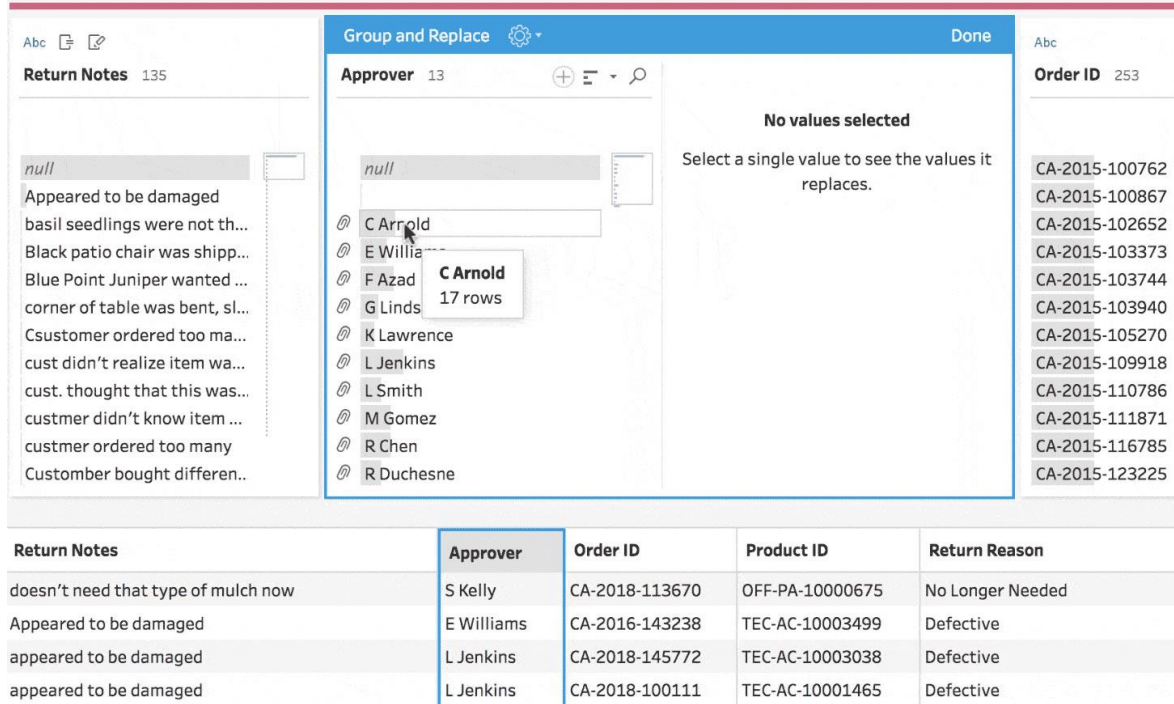 Abc
Return Notes 135
null
Appeared to be damaged
basil seedlings were not th...
Black patio chair was shipp...
Blue Point Juniper wanted ...
corner of table was bent, sl...
Csustomer ordered too ma...
cust didn't realize item wa...
cust. thought that this was...
custmer didn't know item ...
custmer ordered too many
Customber bought differen..
Group and Replace
Done
Approver 13
null
C Arnold
E Williams
F Azad
G Linds
K Lawrence
L Jenkins
L Smith
M Gomez
R Chen
R Duchesne
C Arnold
17 rows
No values selected
Select a single value to see the values it
replaces.
Abc
Order ID 253
CA-2015-100762
CA-2015-100867
CA-2015-102652
CA-2015-103373
CA-2015-103744
CA-2015-103940
CA-2015-105270
CA-2015-109918
CA-2015-110786
CA-2015-111871
CA-2015-116785
CA-2015-123225
Return Notes Approver Order ID Product ID Return Reason
doesn't need that type of mulch now S Kelly CA-2018-113670 OFF-PA-10000675 No Longer Needed
Appeared to be damaged E Williams CA-2016-143238 TEC-AC-10003499 Defective
appeared to be damaged L Jenkins CA-2018-145772 TEC-AC-10003038 Defective
appeared to be damaged L Jenkins CA-2018-100111 TEC-AC-10001465 Defective